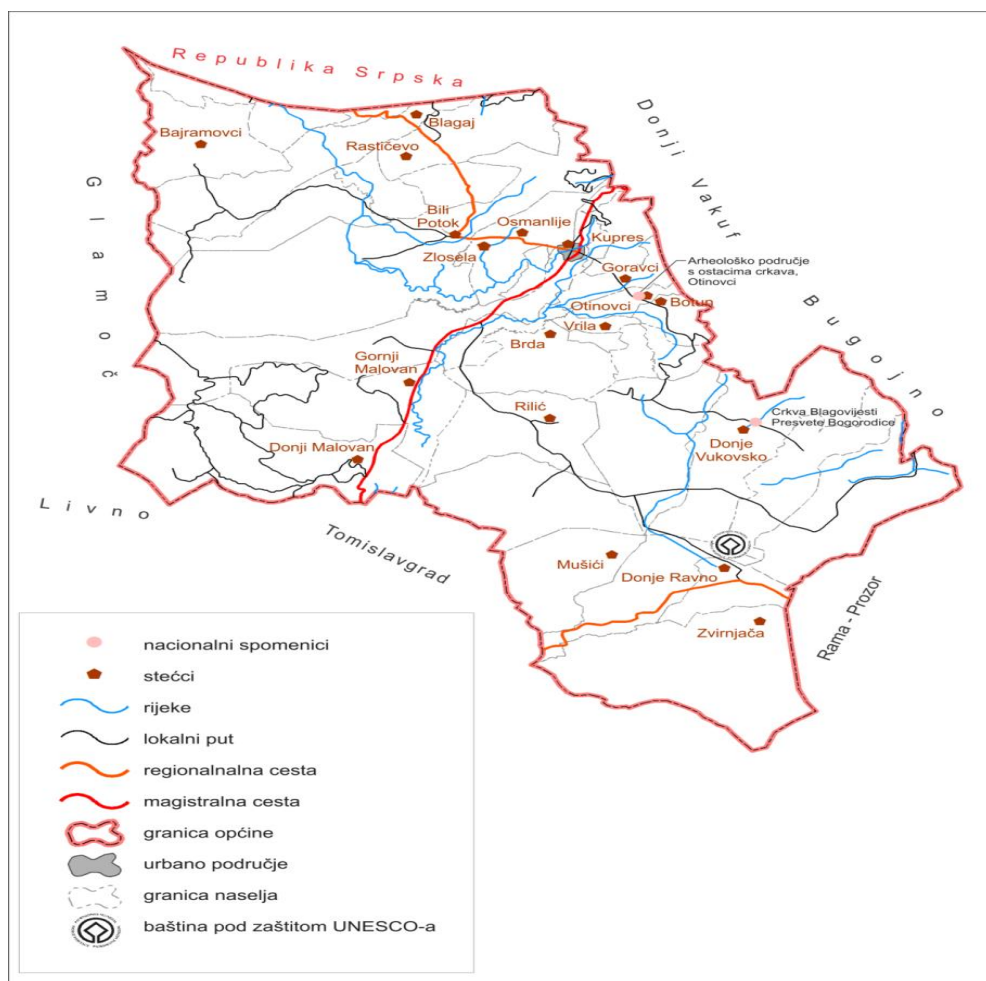 Republika Srpska
Donji Vakuf
Bugojno
Glamoč
Livno
Tomislavgrad
Rama - Prozor
Blagaj
Bajramovci
Rastičevo
Bili
Potok
Osmanlije
Kupres
Zlosela
Goravci
Arheološko područje
s ostacima crkava,
Otinovci
Otinovci
Botun
Vrila
Brda
Gornji
Malovan
Rilić
Crkva Blagovijesti
Presvete Bogorodice
Donje
Vukovsko
Donji Malovan
Mušići
Donje Ravno
Zvirnjača
nacionalni spomenici
stećci
rijeke
lokalni put
regionalnalna cesta
magistralna cesta
granica općine
urbano područje
granica naselja
baština pod zaštitom UNESCO-a